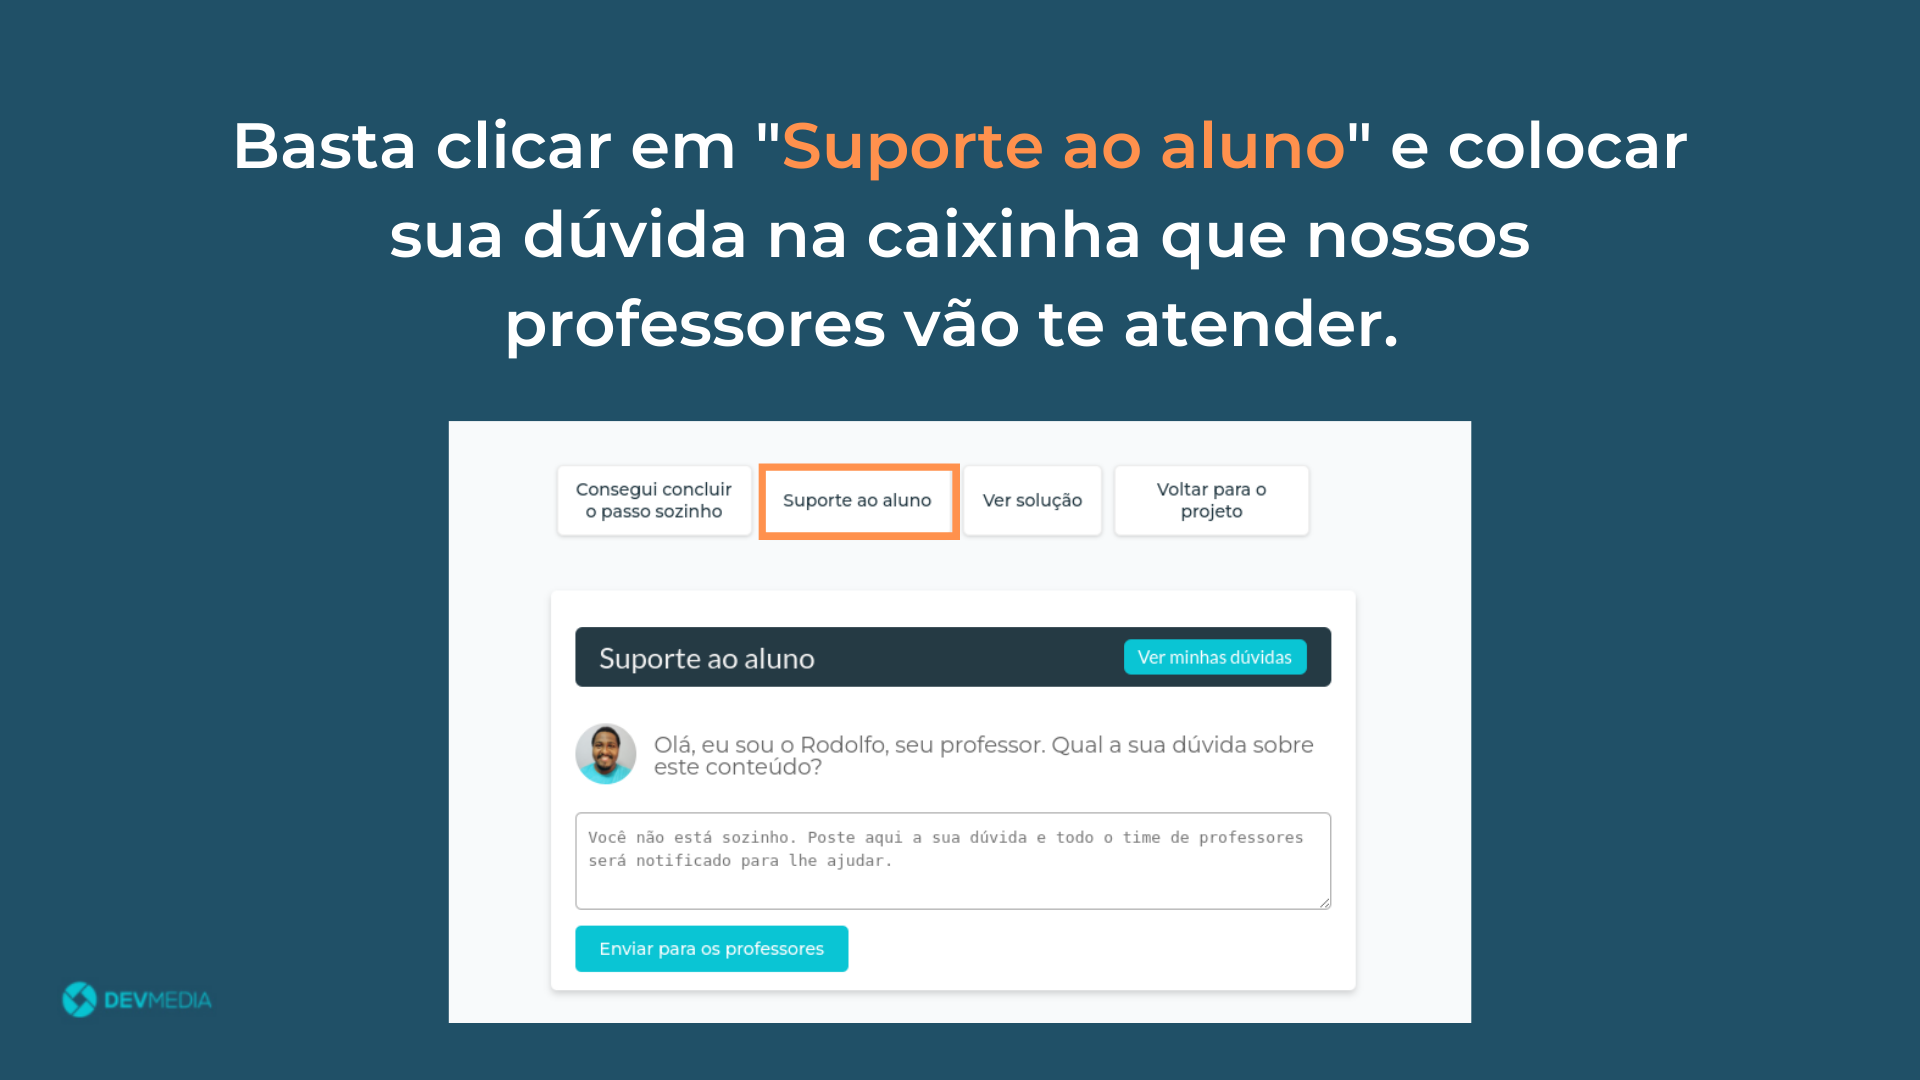 Basta clicar em "Suporte ao aluno" e colocar
sua dúvida na caixinha que nossos
professores vão te atender.
Consegui concluir
o passo sozinho
Suporte ao aluno
Ver solução
Voltar para o
projeto
Suporte ao aluno
Ver minhas dúvidas
Olá, eu sou o Rodolfo, seu professor. Qual a sua dúvida sobre
este conteúdo?
Você não está sozinho. Poste aqui a sua dúvida e todo o time de professores
será notificado para lhe ajudar.
Enviar para os professores
DEVMEDIA